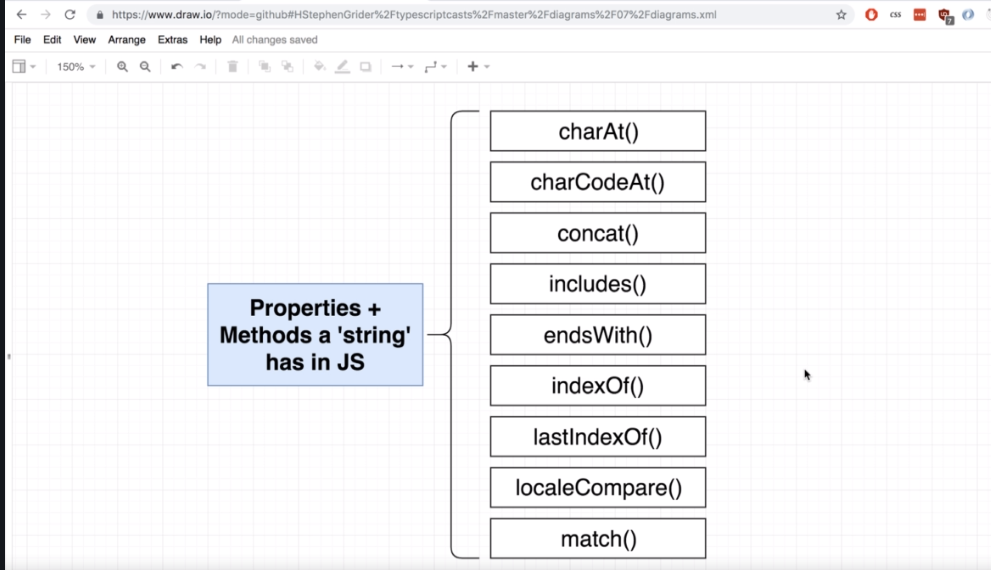 https://www.draw.io/?mode=github#HStephenGrider%2Ftypescriptcasts%2Fmaster%2Fdiagrams%2F07%2Fdiagrams.xml
CSS
File Edit View Arrange Extras Help All changes saved
150%
charAt()
charCodeAt()
concat()
includes()
Properties +
Methods a 'string'
has in JS
endsWith()
indexOf()
lastIndexOf()
localeCompare()
match()